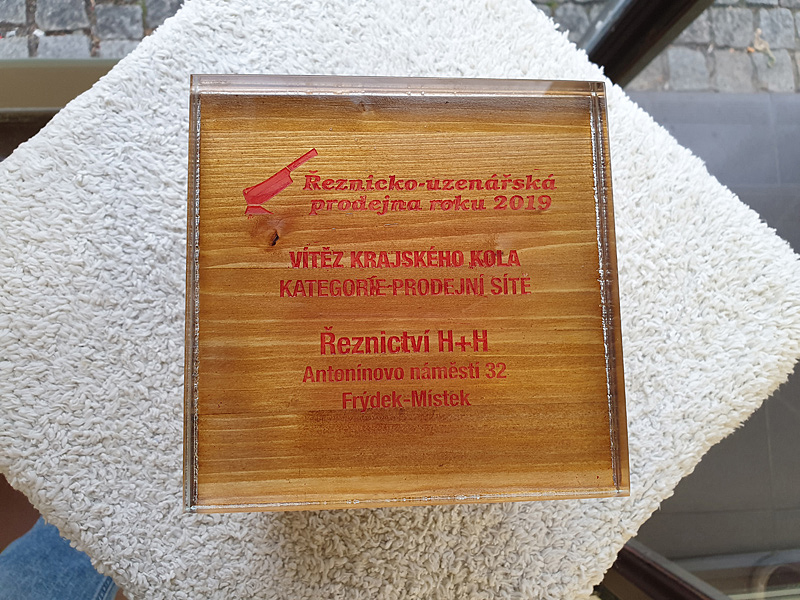 Řeznicko-uzenářská
prodejna roku 2019
VÍTĚZ KRAJSKÉHO KOLA
KATEGORIE-PRODEJNÍ SÍTĚ
Řeznictví H+H
Antonínovo náměstí 32
Frýdek-Místek